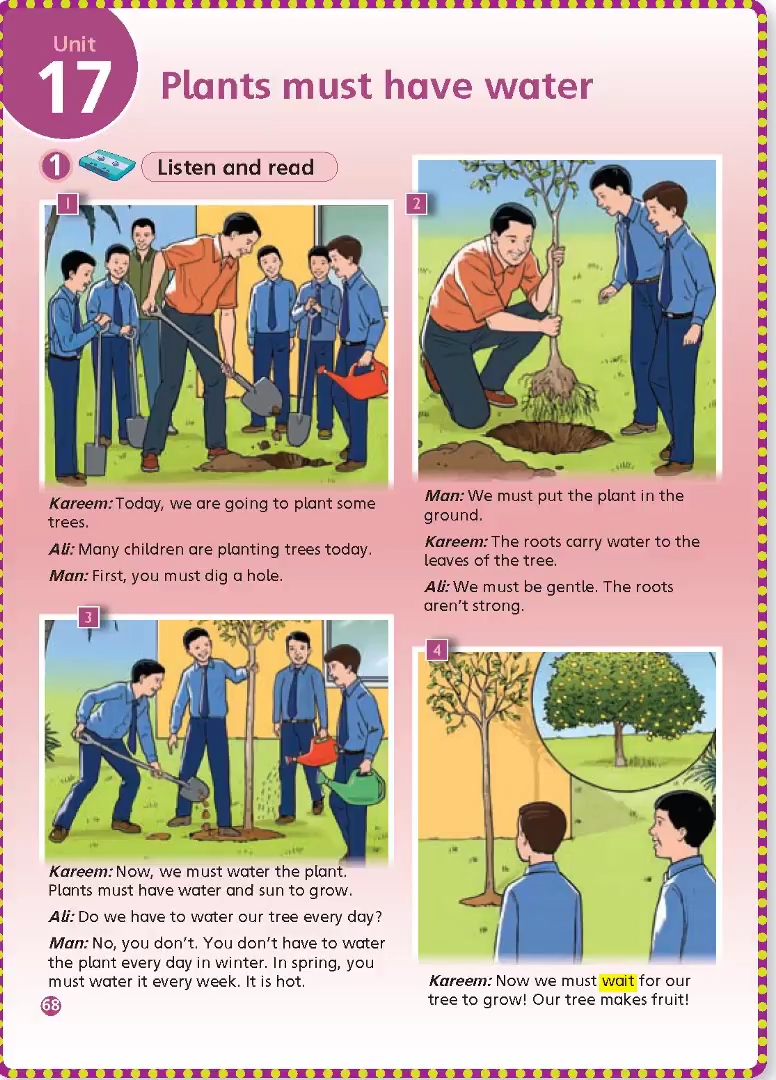 Unit
17
Plants must have water
1
Listen and read
1
Kareem: Today, we are going to plant some
trees.
Ali: Many children are planting trees today.
Man: First, you must dig a hole.
2
Man: We must put the plant in the
ground.
Kareem: The roots carry water to the
leaves of the tree.
Ali: We must be gentle. The roots
aren't strong.
3
Kareem: Now, we must water the plant.
Plants must have water and sun to grow.
Ali: Do we have to water our tree every day?
Man: No, you don't. You don't have to water
the plant every day in winter. In spring, you
must water it every week. It is hot.
4
Kareem: Now we must wait for our
tree to grow! Our tree makes fruit!
68